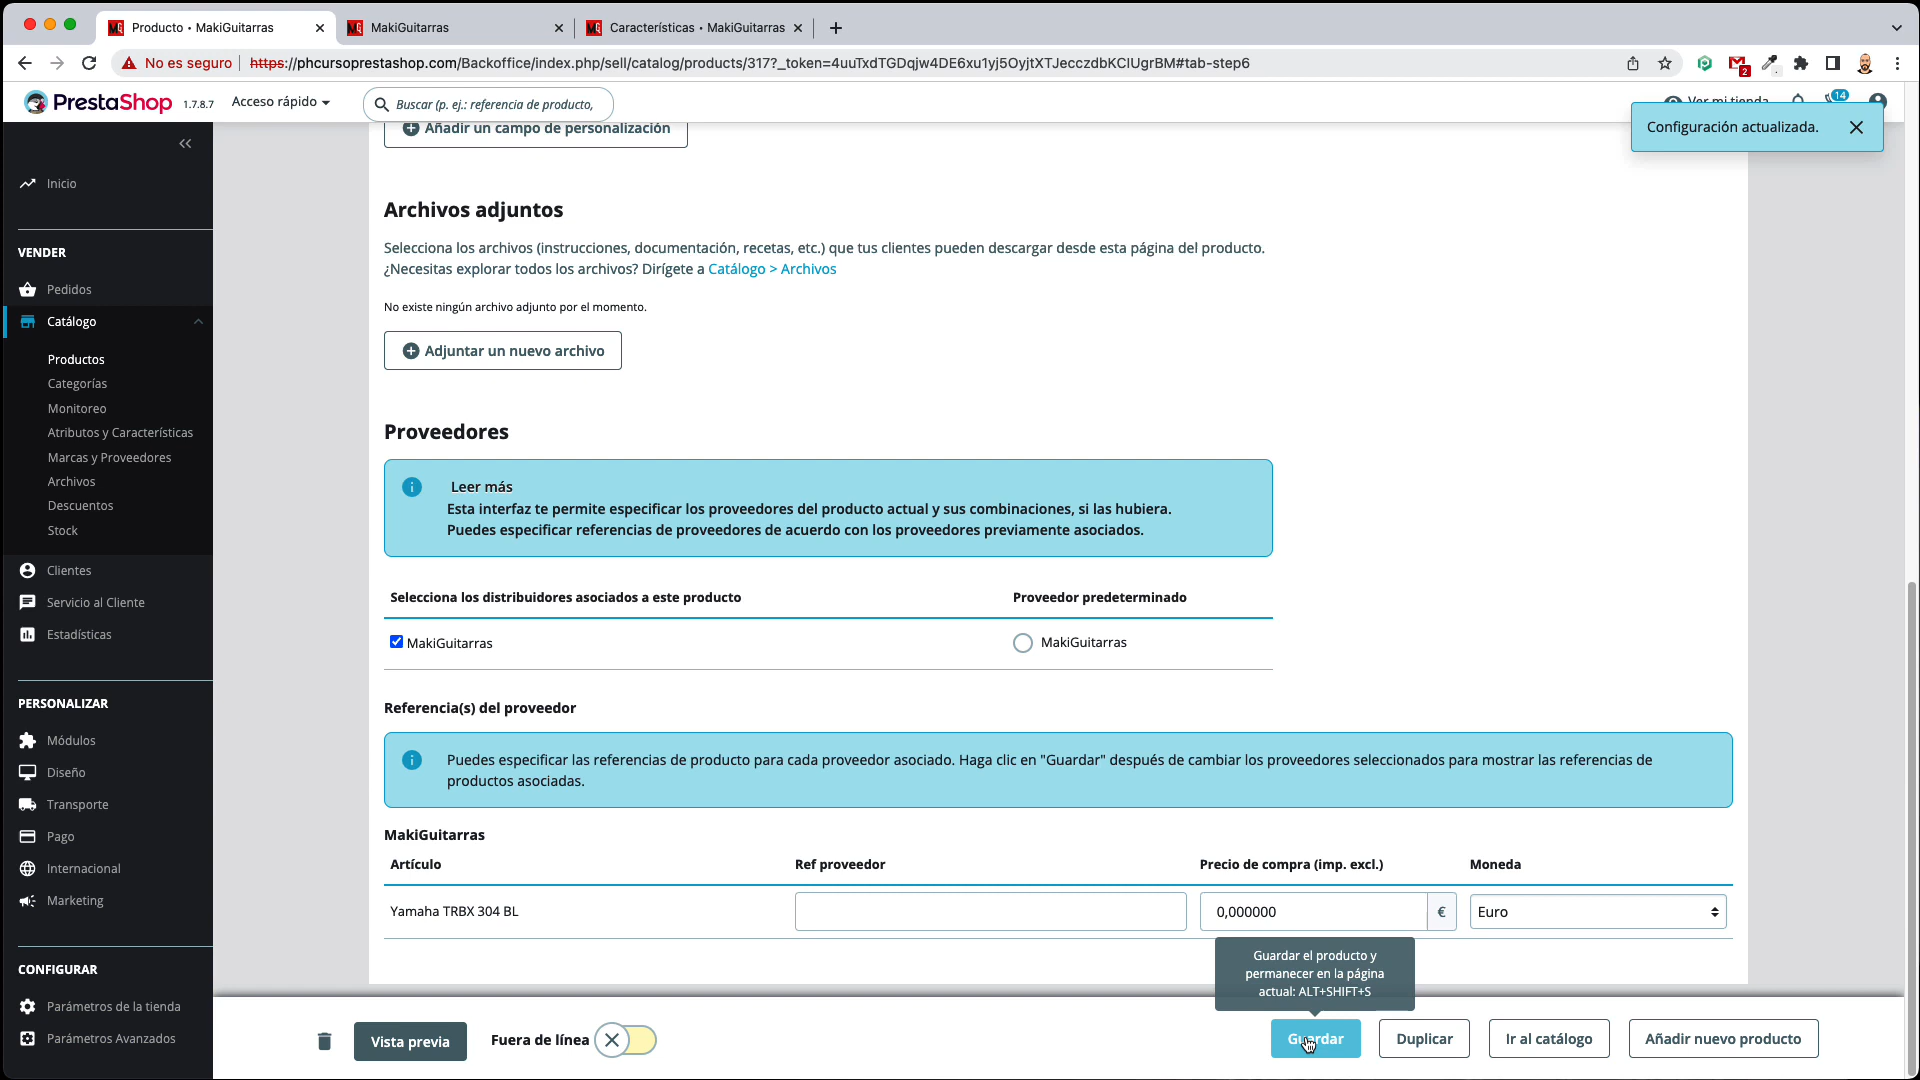 Producto • MakiGuitarras
MakiGuitarras
Características • MakiGuitarras
No es seguro
https://phcursoprestashop.com/Backoffice/index.php/sell/catalog/products/317?_token=4uuTxdTGDqjw4DE6xu1yj5OyjtXTJecczdbKCIUgrBM#tab-step6
2
PrestaShop
1.7.8.7
Acceso rápido
Buscar (p. ej.: referencia de producto,
Ver mi tienda
14
Configuración actualizada.
Inicio
VENDER
Pedidos
Catálogo
Productos
Categorías
Monitoreo
Atributos y Características
Marcas y Proveedores
Archivos
Descuentos
Stock
Clientes
Servicio al Cliente
Estadísticas
PERSONALIZAR
Módulos
Diseño
Transporte
Pago
Internacional
Marketing
CONFIGURAR
Parámetros de la tienda
Parámetros Avanzados
Añadir un campo de personalización
Archivos adjuntos
Selecciona los archivos (instrucciones, documentación, recetas, etc.) que tus clientes pueden descargar desde esta página del producto.
¿Necesitas explorar todos los archivos? Dirígete a Catálogo > Archivos
No existe ningún archivo adjunto por el momento.
Adjuntar un nuevo archivo
Proveedores
Leer más
Esta interfaz te permite especificar los proveedores del producto actual y sus combinaciones, si las hubiera.
Puedes especificar referencias de proveedores de acuerdo con los proveedores previamente asociados.
Selecciona los distribuidores asociados a este producto
Proveedor predeterminado
MakiGuitarras
MakiGuitarras
Referencia(s) del proveedor
Puedes especificar las referencias de producto para cada proveedor asociado. Haga clic en "Guardar" después de cambiar los proveedores seleccionados para mostrar las referencias de
productos asociadas.
MakiGuitarras
Artículo
Ref proveedor
Precio de compra (imp. excl.)
Moneda
Yamaha TRBX 304 BL
0,000000
€
Euro
Guardar el producto y
permanecer en la página
actual: ALT+SHIFT+S
Vista previa
Fuera de línea
Guardar
Duplicar
Ir al catálogo
Añadir nuevo producto